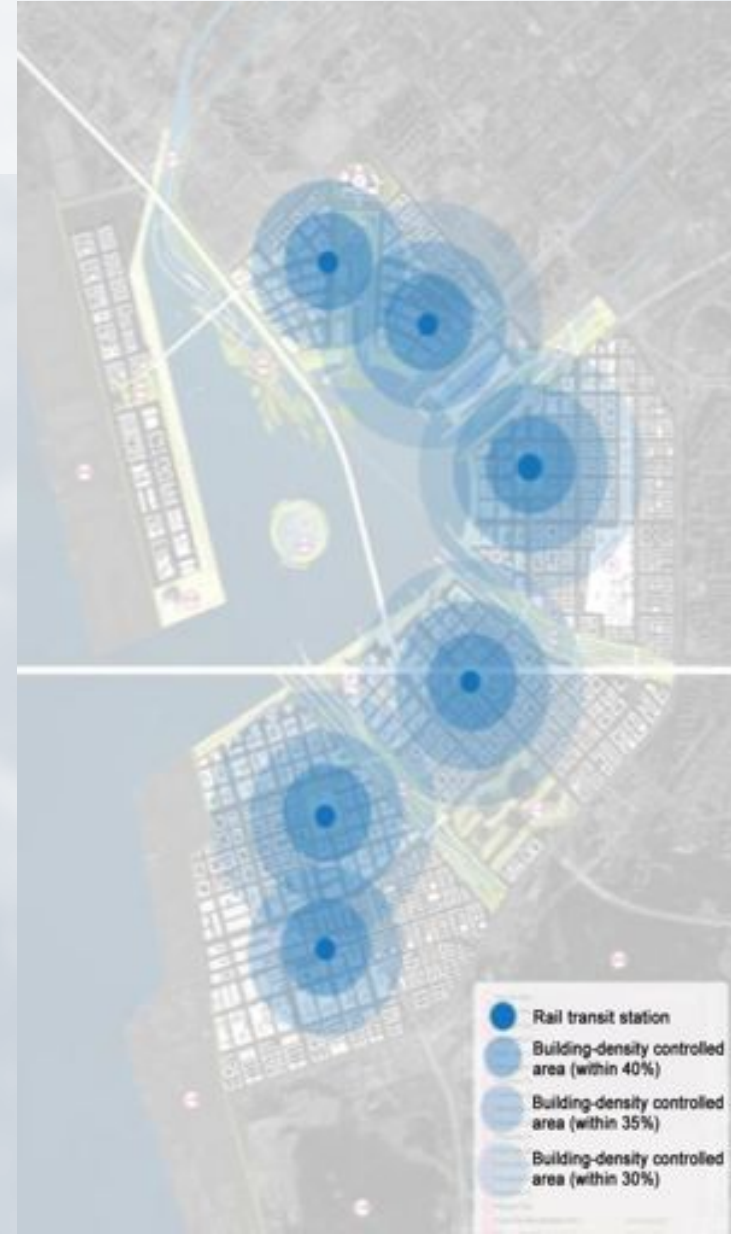 Rail transit station
Building-density controlled
area (within 40%)
Building-density controlled
area (within 35%)
Building-density controlled
area (within 30%)